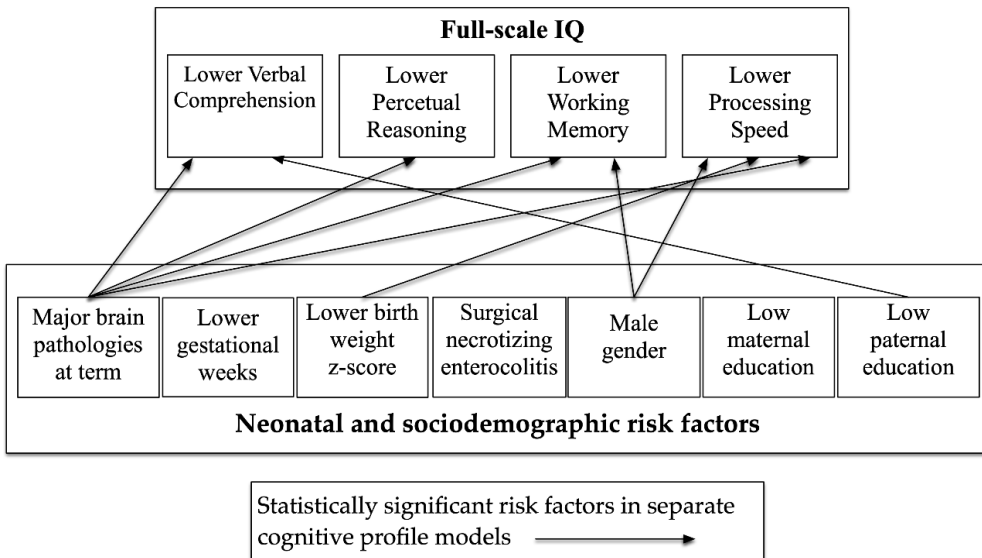 Full-scale IQ
Lower Verbal
Comprehension
Lower
Percetual
Reasoning
Lower
Working
Memory
Lower
Processing
Speed
Major brain
pathologies
at term
Lower
gestational
weeks
Lower birth
weight
z-score
Surgical
necrotizing
enterocolitis
Male
gender
Low
maternal
education
Low
paternal
education
Neonatal and sociodemographic risk factors
Statistically significant risk factors in separate
cognitive profile models